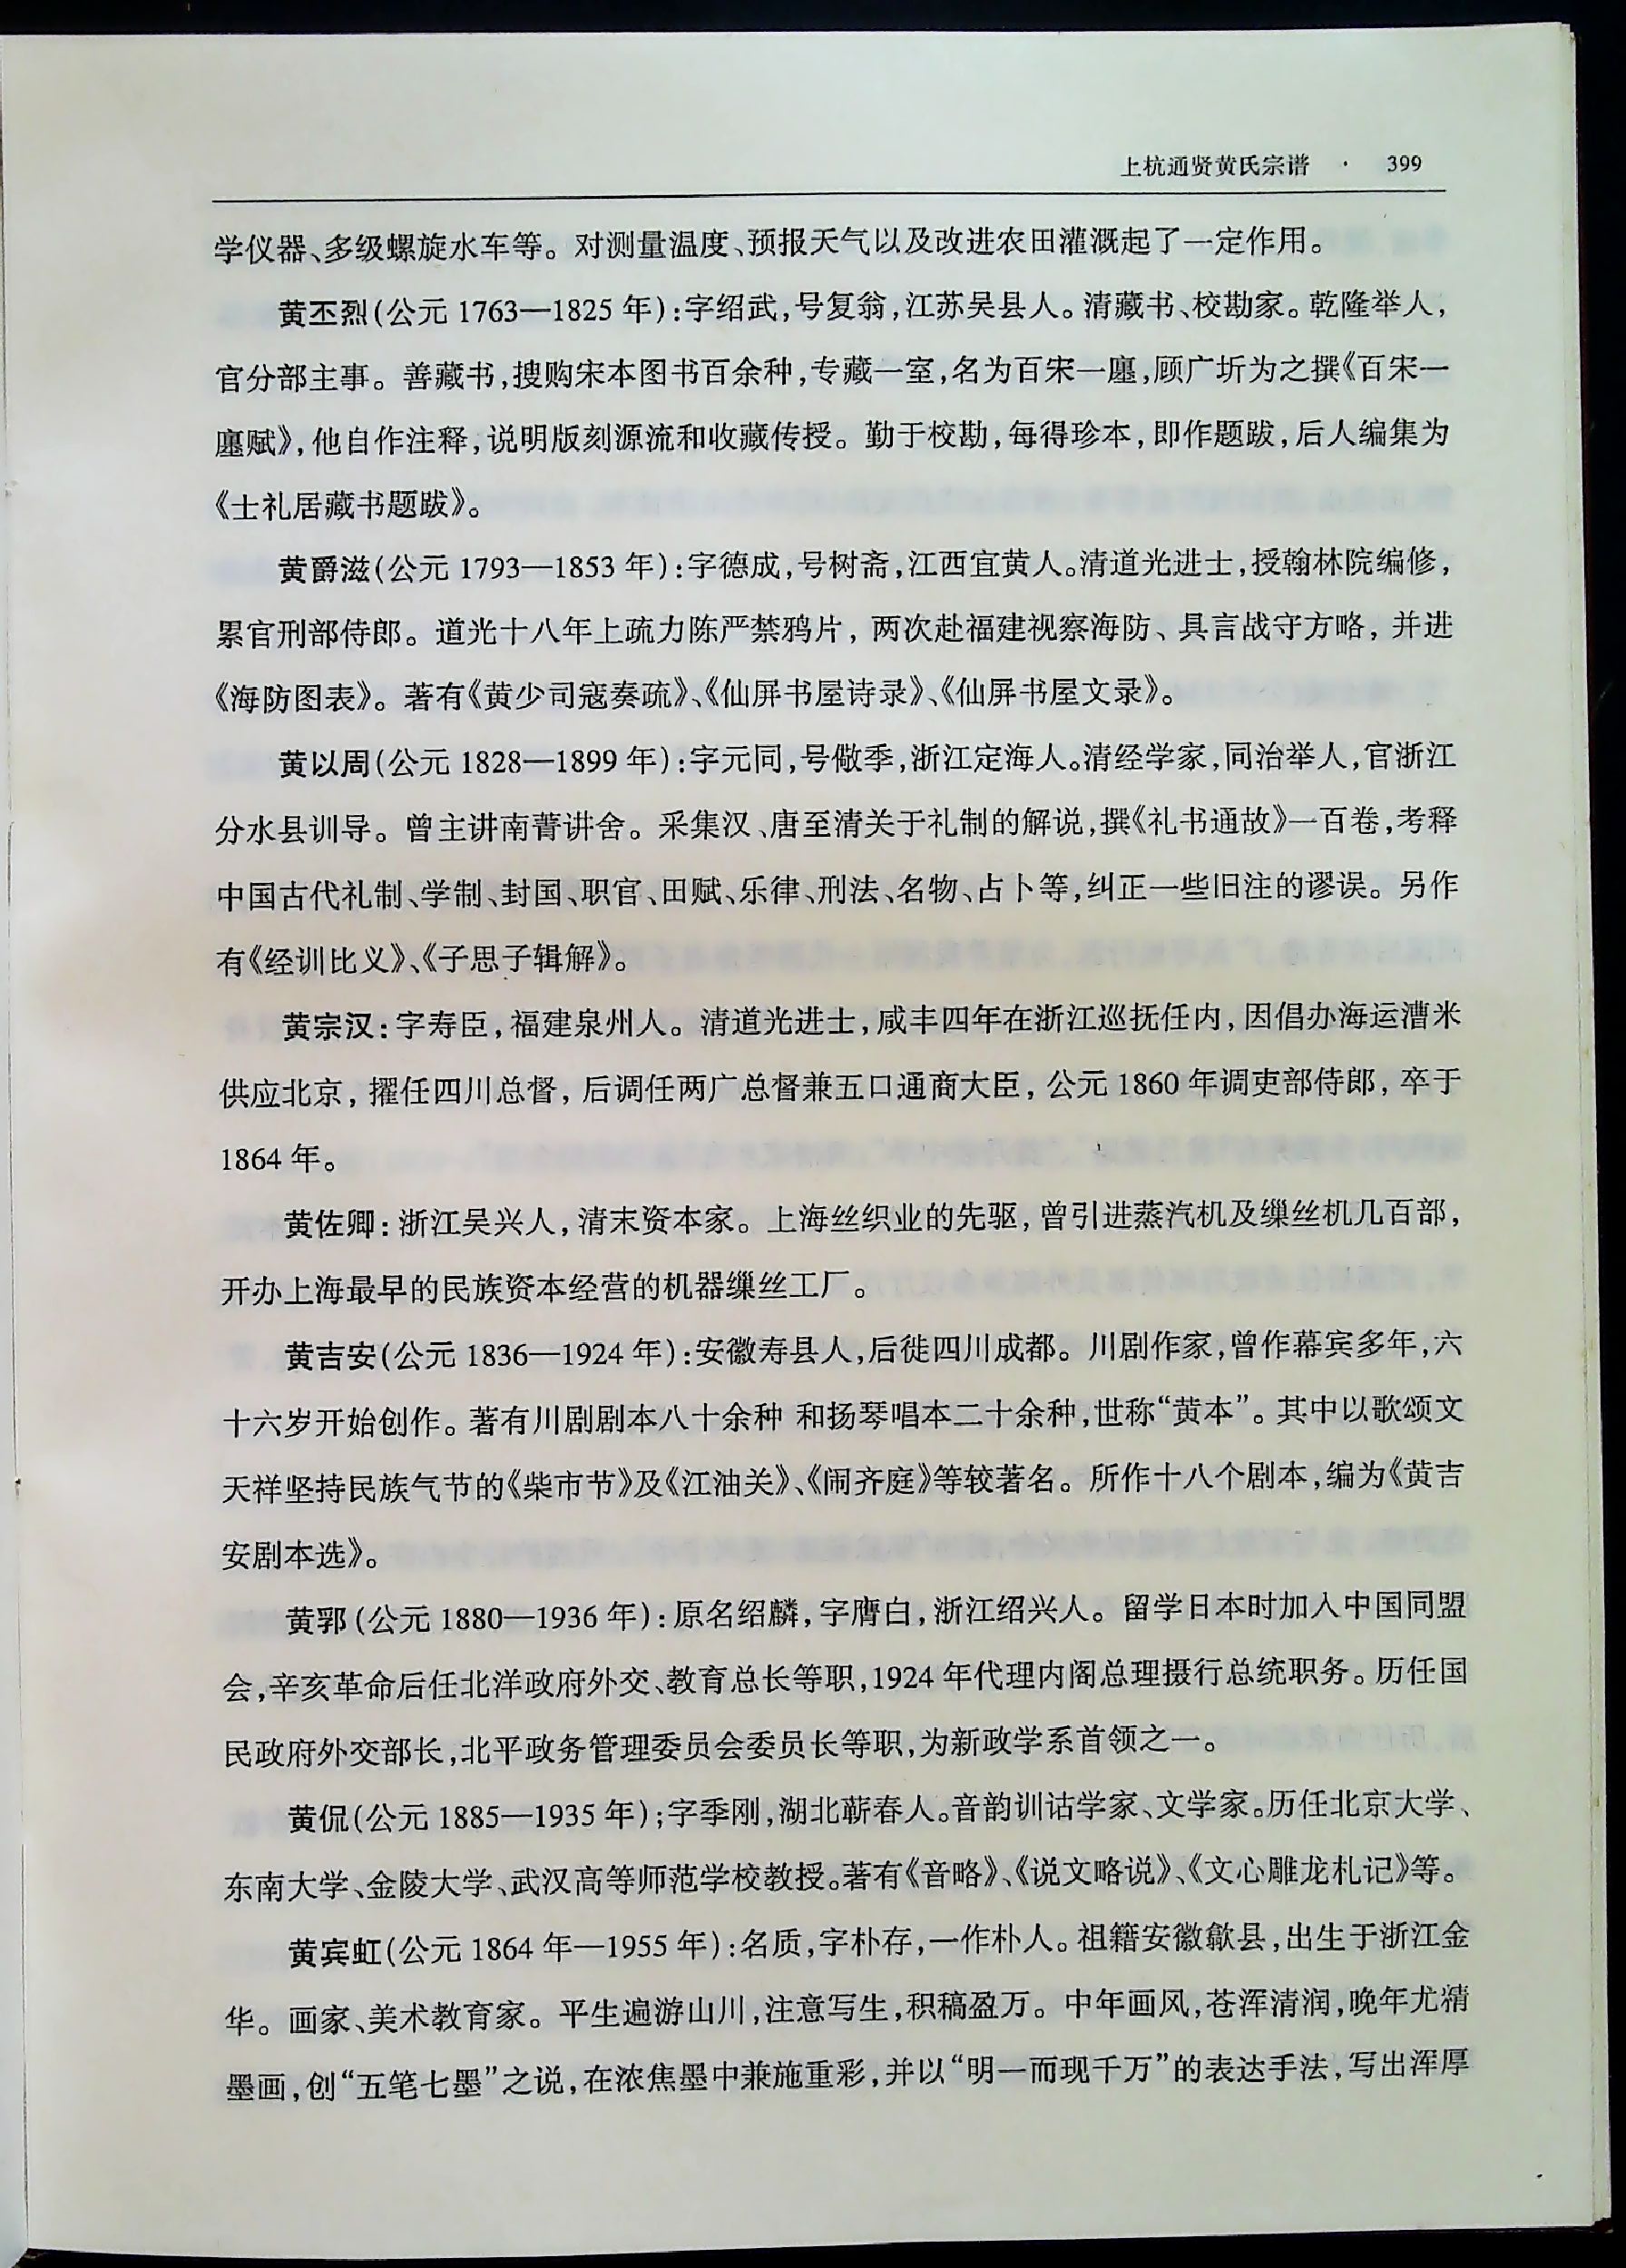 上杭通贤黄氏宗谱 · 399
学仪器、多级螺旋水车等。对测量温度、预报天气以及改进农田灌溉起了一定作用。
黄丕烈(公元 1763—1825 年):字绍武,号复翁,江苏吴县人。清藏书、校勘家。乾隆举人,
官分部主事。善藏书,搜购宋本图书百余种,专藏一室,名为百宋一廛,顾广圻为之撰《百宋一
廛赋》,他自作注释,说明版刻源流和收藏传授。勤于校勘,每得珍本,即作题跋,后人编集为
《士礼居藏书题跋》。
黄爵滋(公元 1793—1853 年):字德成,号树斋,江西宜黄人。清道光进士,授翰林院编修,
累官刑部侍郎。道光十八年上疏力陈严禁鸦片,两次赴福建视察海防、具言战守方略,并进
《海防图表》。著有《黄少司寇奏疏》、《仙屏书屋诗录》、《仙屏书屋文录》。
黄以周(公元 1828—1899 年):字元同,号儆季,浙江定海人。清经学家,同治举人,官浙江
分水县训导。曾主讲南菁讲舍。采集汉、唐至清关于礼制的解说,撰《礼书通故》一百卷,考释
中国古代礼制、学制、封国、职官、田赋、乐律、刑法、名物、占卜等,纠正一些旧注的谬误。另作
有《经训比义》、《子思子辑解》。
黄宗汉:字寿臣,福建泉州人。清道光进士,咸丰四年在浙江巡抚任内,因倡办海运漕米
供应北京,擢任四川总督,后调任两广总督兼五口通商大臣,公元 1860 年调吏部侍郎,卒于
1864 年。
黄佐卿:浙江吴兴人,清末资本家。上海丝织业的先驱,曾引进蒸汽机及缫丝机几百部,
开办上海最早的民族资本经营的机器缫丝工厂。
黄吉安(公元 1836—1924 年):安徽寿县人,后徙四川成都。川剧作家,曾作幕宾多年,六
十六岁开始创作。著有川剧剧本八十余种 和扬琴唱本二十余种,世称“黄本”。其中以歌颂文
天祥坚持民族气节的《柴市节》及《江油关》、《闹齐庭》等较著名。所作十八个剧本,编为《黄吉
安剧本选》。
黄郛(公元 1880—1936 年):原名绍麟,字膺白,浙江绍兴人。留学日本时加入中国同盟
会,辛亥革命后任北洋政府外交、教育总长等职,1924 年代理内阁总理摄行总统职务。历任国
民政府外交部长,北平政务管理委员会委员长等职,为新政学系首领之一。
黄侃(公元 1885—1935 年);字季刚,湖北蕲春人。音韵训诂学家、文学家。历任北京大学、
东南大学、金陵大学、武汉高等师范学校教授。著有《音略》、《说文略说》、《文心雕龙札记》等。
黄宾虹(公元 1864 年—1955 年):名质,字朴存,一作朴人。祖籍安徽歙县,出生于浙江金
华。画家、美术教育家。平生遍游山川,注意写生,积稿盈万。中年画风,苍浑清润,晚年尤精
墨画,创“五笔七墨”之说,在浓焦墨中兼施重彩,并以“明一而现千万”的表达手法,写出浑厚